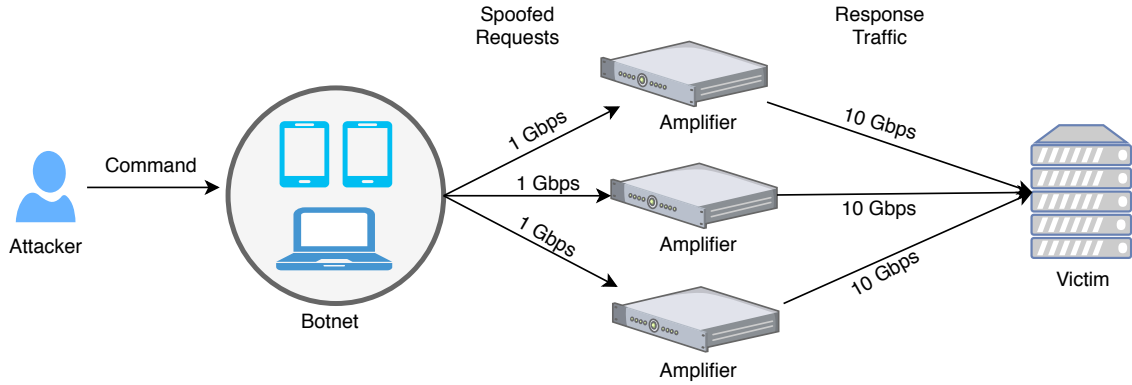 Spoofed
Requests
Response
Traffic
Command
Attacker
Botnet
1 Gbps
1 Gbps
1 Gbps
Amplifier
Amplifier
Amplifier
10 Gbps
10 Gbps
10 Gbps
Victim